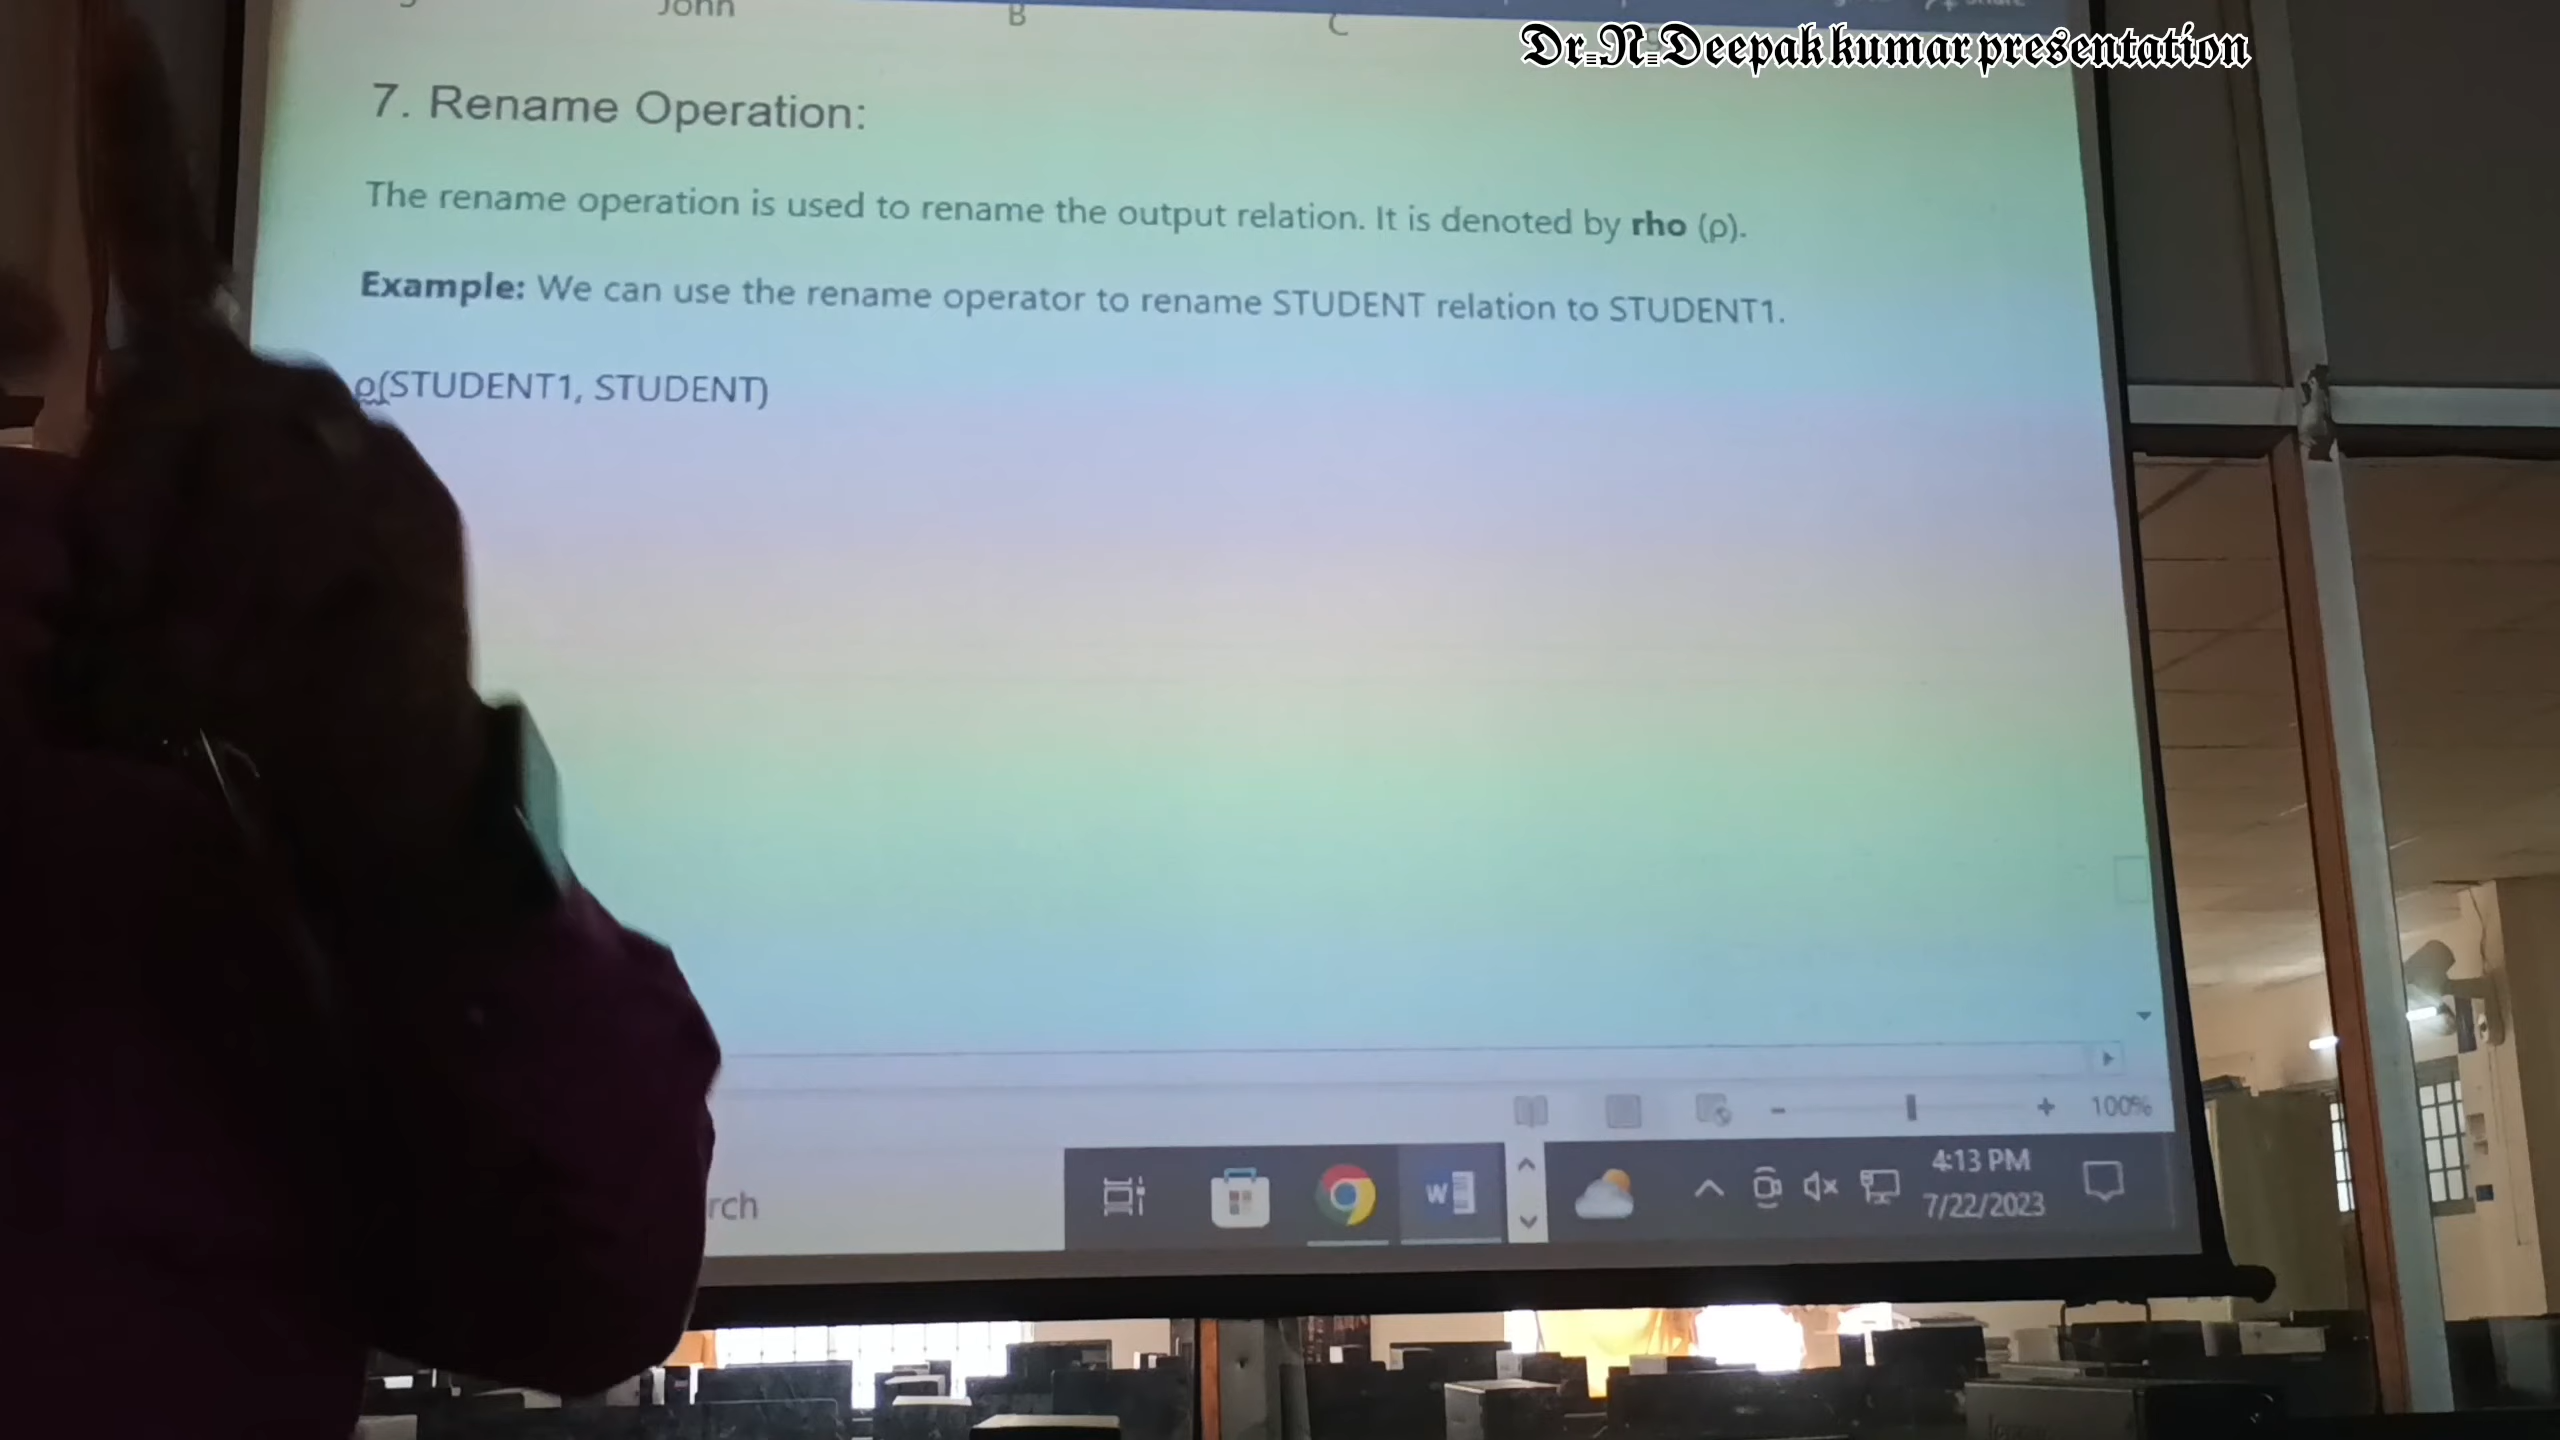 John B C
Dr.N.Deepak kumar presentation
7. Rename Operation:
The rename operation is used to rename the output relation. It is denoted by rho (ρ).
Example: We can use the rename operator to rename STUDENT relation to STUDENT1.
ρ(STUDENT1, STUDENT)
100%
rch
4:13 PM
7/22/2023